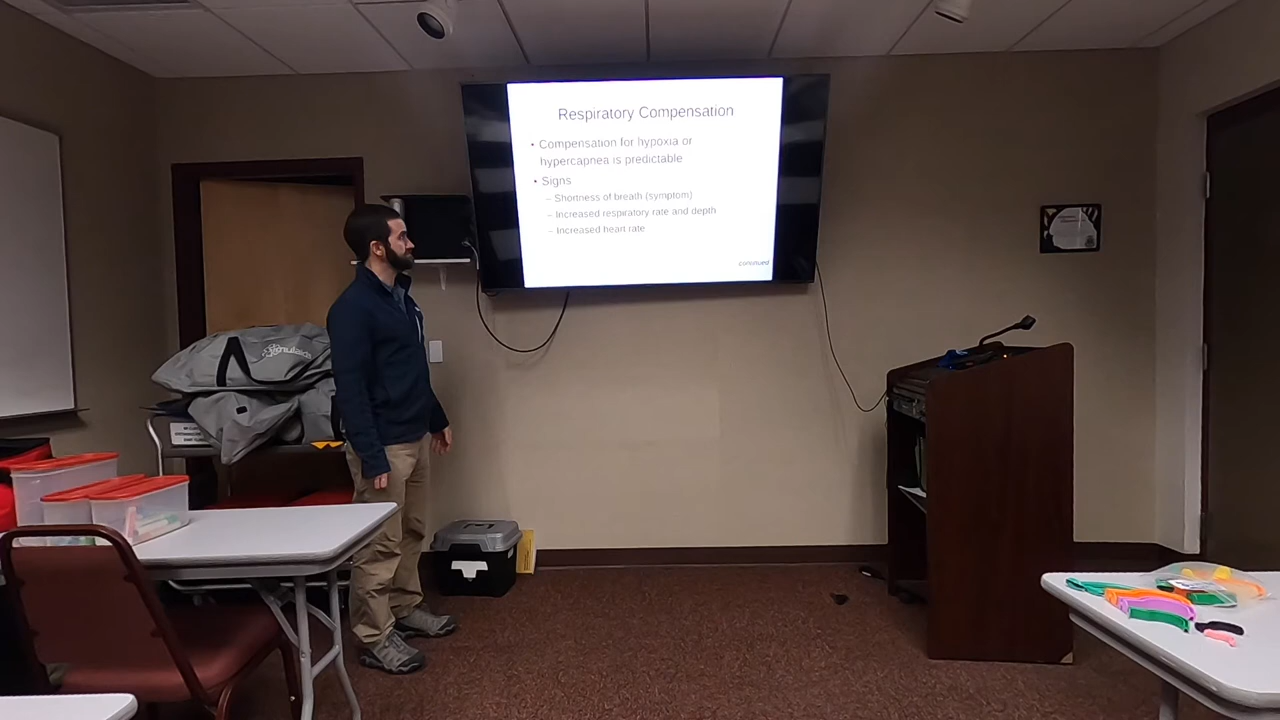 Respiratory Compensation
• Compensation for hypoxia or
hypercapnea is predictable
• Signs
– Shortness of breath (symptom)
– Increased respiratory rate and depth
– Increased heart rate
continued